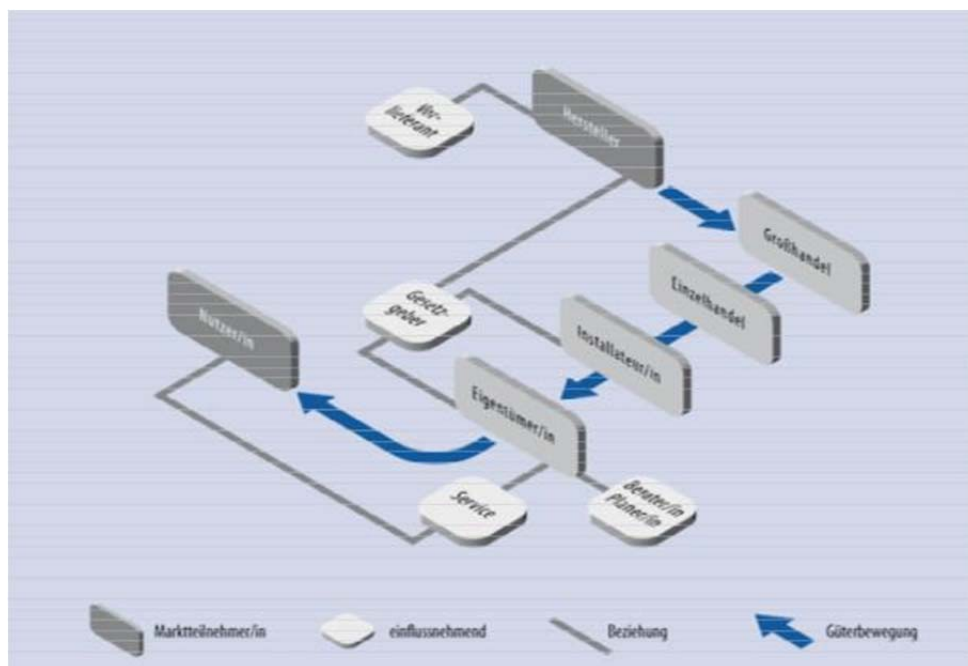 Vor-
lieferant
Hersteller
Großhandel
Einzelhandel
Gesetz-
geber
Nutzer/in
Installateur/in
Eigentümer/in
Service
Berater/in
Planer/in
Marktteilnehmer/in
einflussnehmend
Beziehung
Güterbewegung